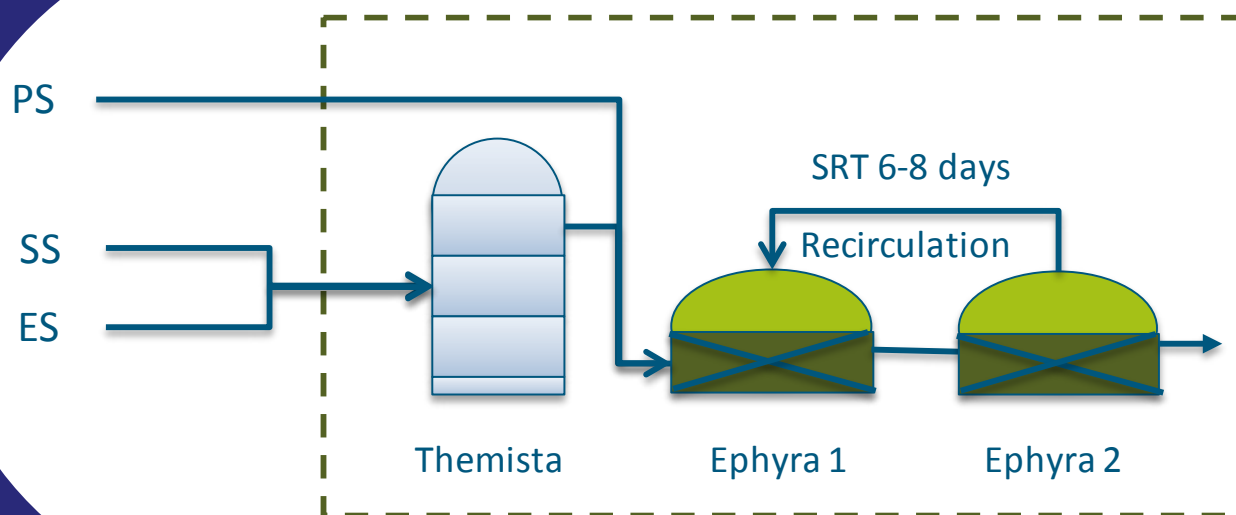 PS
SRT 6-8 days
SS
Recirculation
ES
Themista
Ephyra 1
Ephyra 2